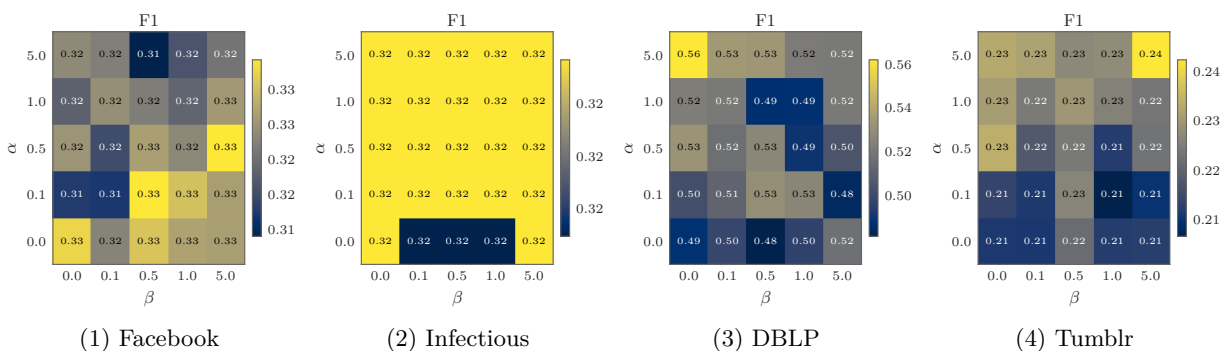 F1
5.0 0.32 0.32 0.31 0.32 0.32
1.0 0.32 0.33 0.32 0.32 0.33
0.5 0.32 0.32 0.33 0.32 0.33
0.1 0.31 0.31 0.33 0.33 0.33
0.0 0.33 0.32 0.33 0.33 0.33
α
0.0 0.1 0.5 1.0 5.0
β
0.33
0.33
0.32
0.32
0.31
(1) Facebook
F1
0.32 0.32 0.32 0.32 0.32
0.32 0.32 0.32 0.32 0.32
0.32 0.32 0.32 0.32 0.32
0.32 0.32 0.32 0.32 0.32
0.32 0.32 0.32 0.32 0.32
0.0 0.1 0.5 1.0 5.0
β
0.32
0.32
0.32
(2) Infectious
F1
5.0 0.56 0.53 0.53 0.52 0.52
1.0 0.52 0.52 0.49 0.49 0.52
0.5 0.53 0.52 0.53 0.49 0.50
0.1 0.50 0.51 0.53 0.53 0.48
0.0 0.49 0.50 0.48 0.50 0.52
α
0.0 0.1 0.5 1.0 5.0
β
0.56
0.54
0.52
0.50
(3) DBLP
F1
5.0 0.23 0.23 0.22 0.23 0.24
1.0 0.23 0.22 0.23 0.23 0.22
0.5 0.23 0.22 0.22 0.21 0.22
0.1 0.21 0.21 0.23 0.21 0.21
0.0 0.21 0.21 0.22 0.21 0.21
α
0.0 0.1 0.5 1.0 5.0
β
0.24
0.23
0.22
0.21
0.21
(4) Tumblr